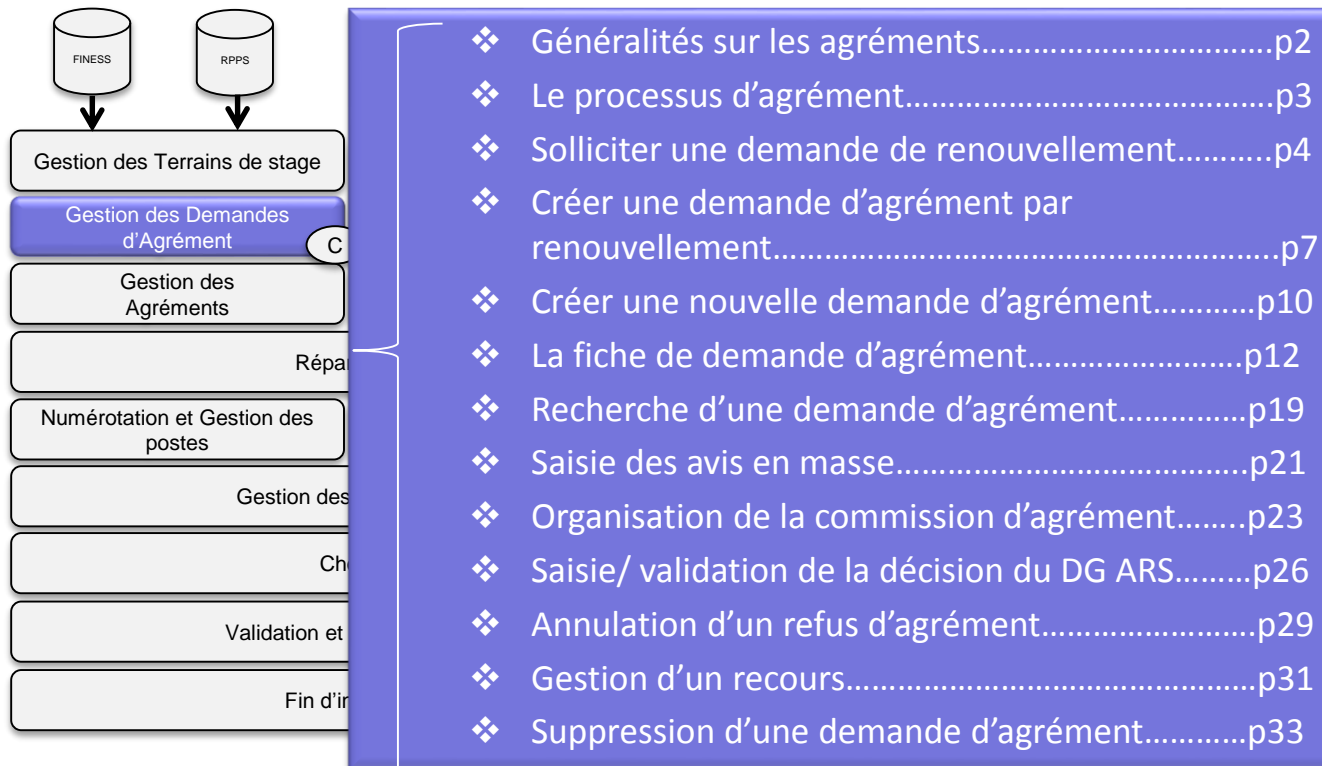 FINESS
RPPS
Gestion des Terrains de stage
Gestion des Demandes
d’Agrément
C
Gestion des
Agréments
Numérotation et Gestion des
postes
Gestion des
Validation et
Fin
❖ Généralités sur les agréments…………………………….p2
❖ Le processus d’agrément…………………………………….p3
❖ Solliciter une demande de renouvellement………..p4
❖ Créer une demande d’agrément par
renouvellement……………………………………………………..p7
❖ Créer une nouvelle demande d’agrément…………p10
❖ La fiche de demande d’agrément…………………….p12
❖ Recherche d’une demande d’agrément……………p19
❖ Saisie des avis en masse……………………………………..p21
❖ Organisation de la commission d’agrément……..p23
❖ Saisie/ validation de la décision du DG ARS………p26
❖ Annulation d’un refus d’agrément…………………….p29
❖ Gestion d’un recours…………………………………………p31
❖ Suppression d’une demande d’agrément…………p33